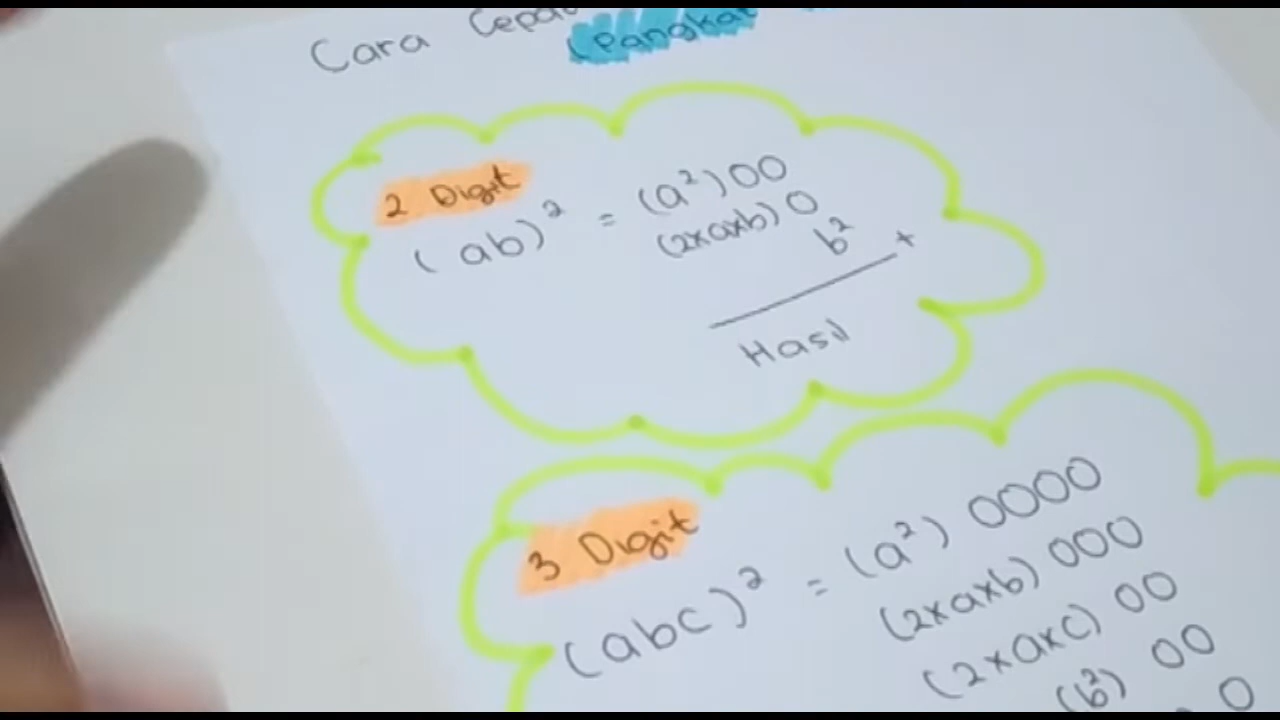 Cara Cepat
(Pangkat
2 Digit
(ab)² = (a²)00
(2xaxb)0
b²
+
Hasil
3 Digit
(abc)² = (a²) 0000
(2xaxb) 000
(2xaxc) 00
(b²) 00
0